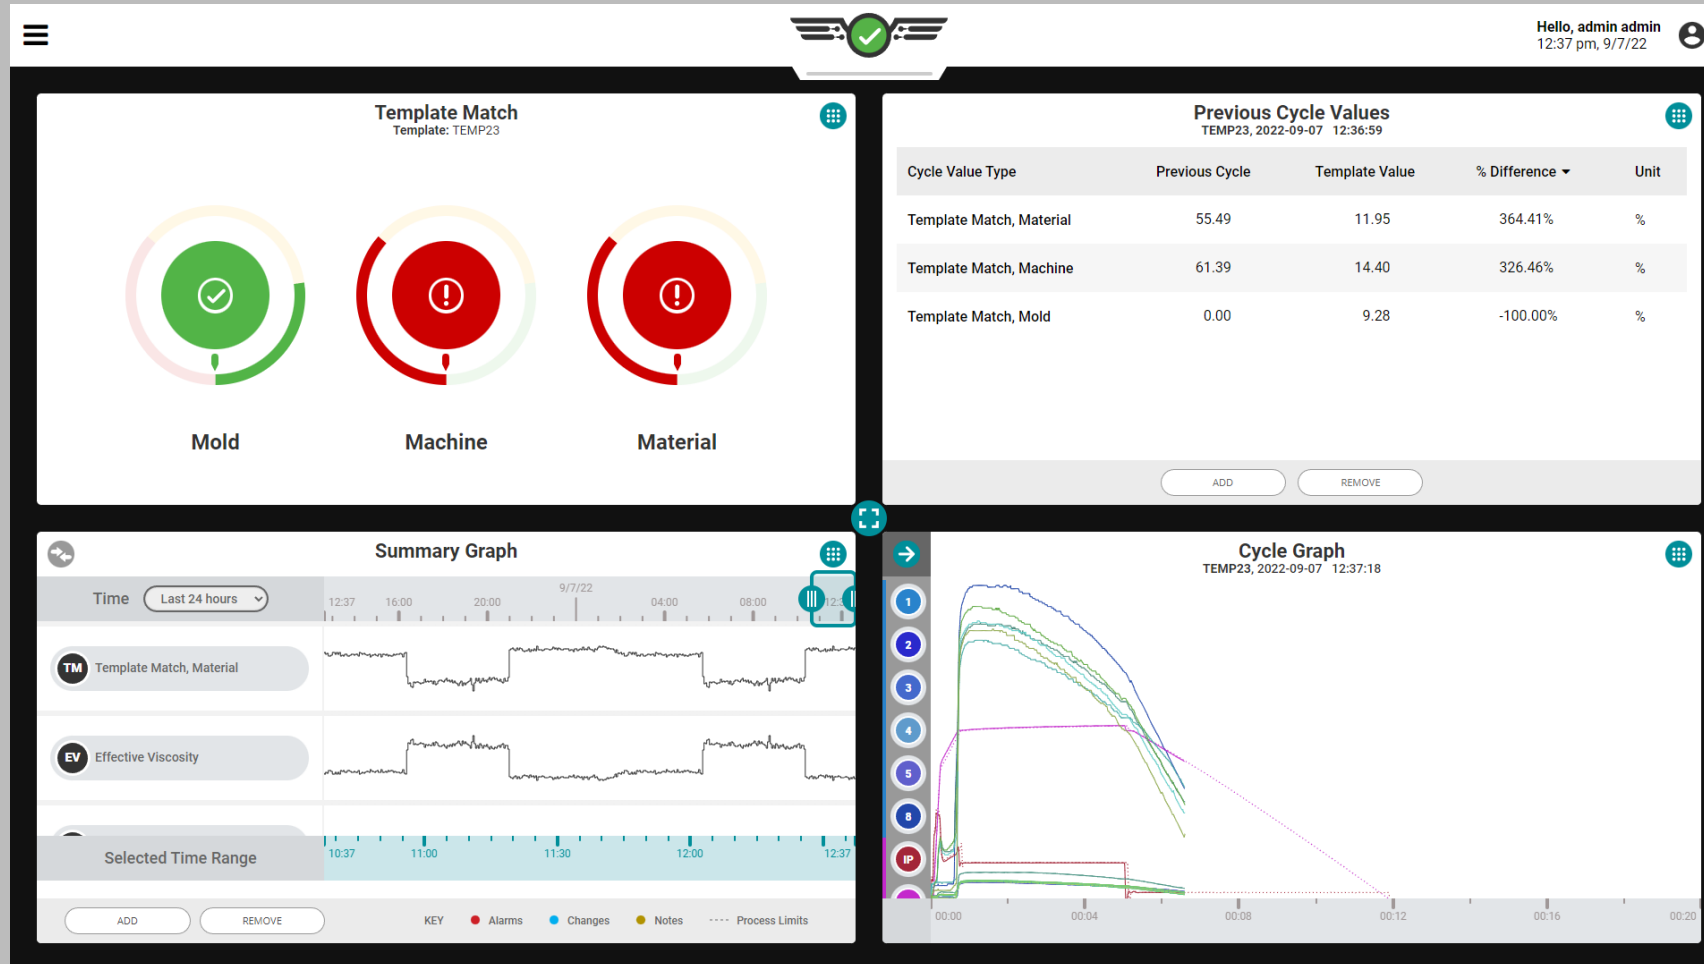 Hello, admin admin
12:37 pm, 9/7/22
Template Match
Template: TEMP23
Mold
Machine
Material
Previous Cycle Values
TEMP23, 2022-09-07 12:36:59
Cycle Value Type Previous Cycle Template Value % Difference Unit
Template Match, Material 55.49 11.95 364.41% %
Template Match, Machine 61.39 14.40 326.46% %
Template Match, Mold 0.00 9.28 -100.00% %
ADD REMOVE
Summary Graph
Time Last 24 hours
9/7/22
12:37 16:00 20:00 04:00 08:00
TM Template Match, Material
EV Effective Viscosity
Selected Time Range
10:37 11:00 11:30 12:00 12:37
ADD REMOVE
KEY Alarms Changes Notes Process Limits
Cycle Graph
TEMP23, 2022-09-07 12:37:18
1
2
3
4
5
8
IP
00:00 00:04 00:08 00:12 00:16 00:20